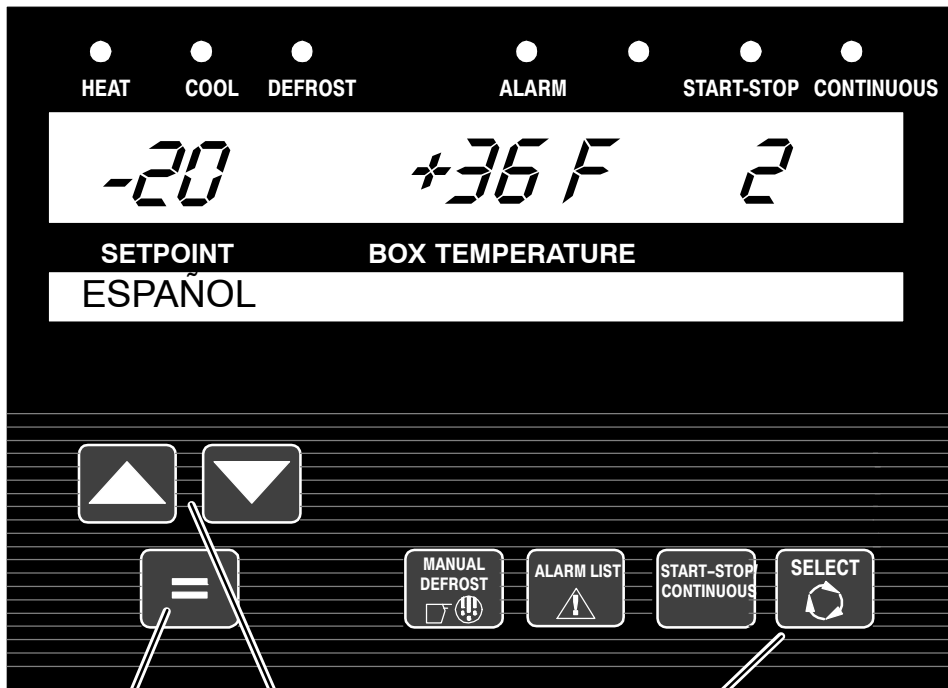 HEAT COOL DEFROST ALARM START-STOP CONTINUOUS
-20 +36 F 2
SETPOINT BOX TEMPERATURE
ESPAÑOL
=
MANUAL DEFROST
ALARM LIST
START-STOP/ CONTINUOUS
SELECT